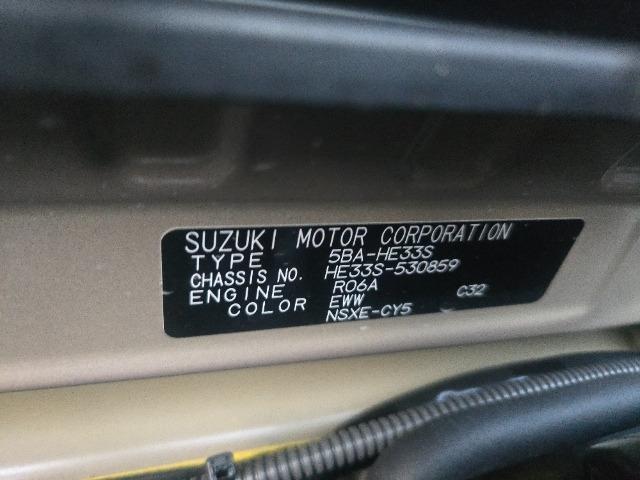 SUZUKI MOTOR CORPORATION
TYPE 5BA-HE33S
CHASSIS NO. HE33S-530859
ENGINE R06A
COLOR EWW C32
NSXE-CY5